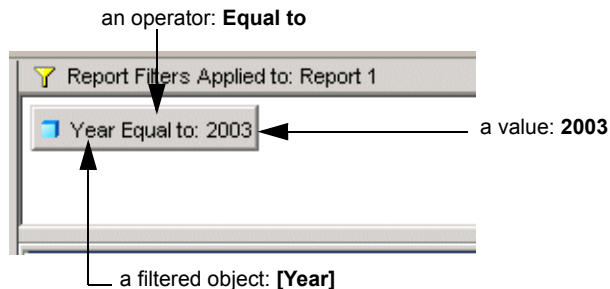 an operator: Equal to
Report Filters Applied to: Report 1
Year Equal to: 2003
a value: 2003
a filtered object: [Year]